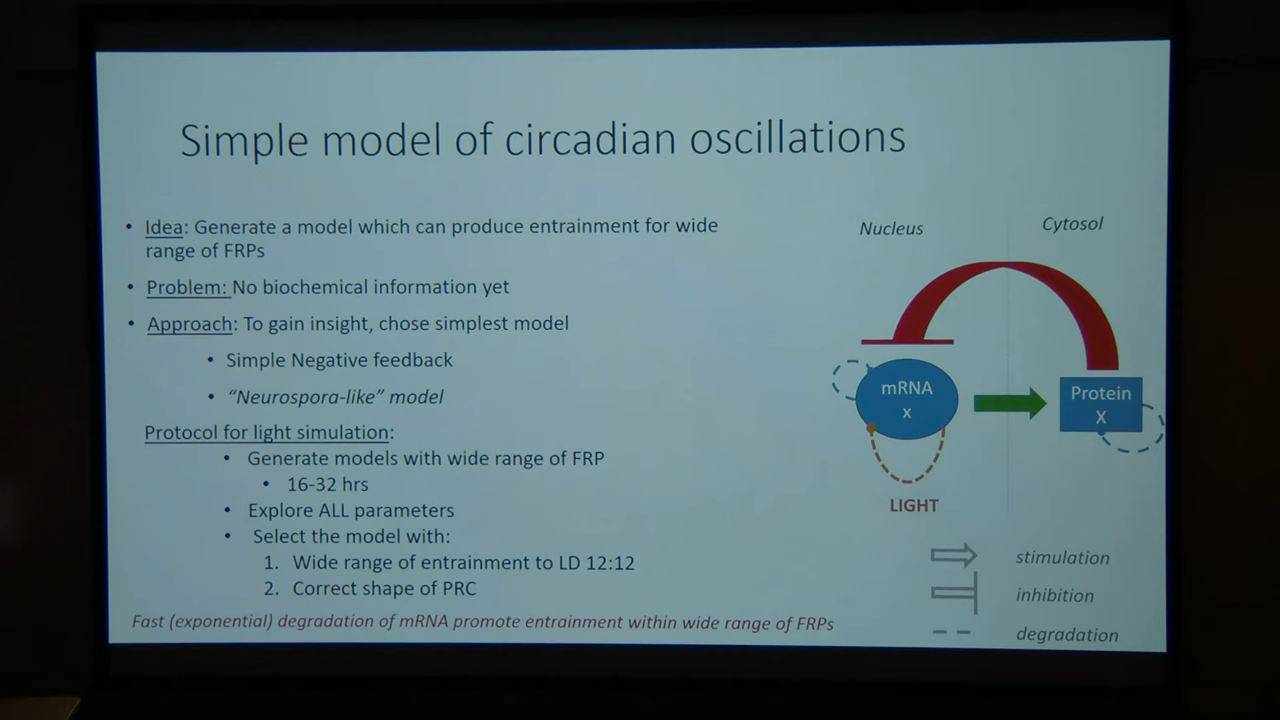 Simple model of circadian oscillations
• Idea: Generate a model which can produce entrainment for wide
range of FRPs
• Problem: No biochemical information yet
• Approach: To gain insight, chose simplest model
• Simple Negative feedback
• “Neurospora-like” model
Protocol for light simulation:
• Generate models with wide range of FRP
• 16-32 hrs
• Explore ALL parameters
• Select the model with:
1. Wide range of entrainment to LD 12:12
2. Correct shape of PRC
Fast (exponential) degradation of mRNA promote entrainment within wide range of FRPs
Nucleus
Cytosol
mRNA
x
Protein
X
LIGHT
stimulation
inhibition
degradation